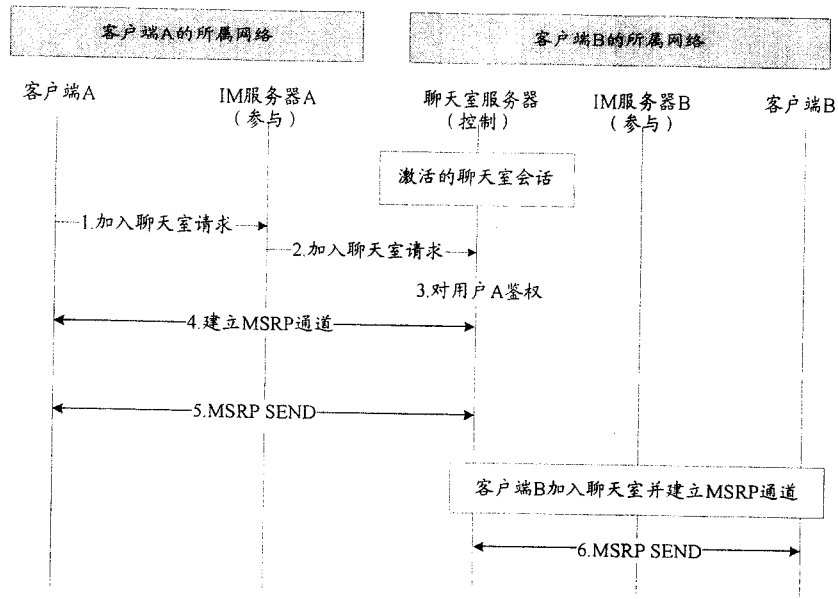 客户端A的所属网络
客户端B的所属网络
客户端A
IM服务器A
（参与）
聊天室服务器
（控制）
IM服务器B
（参与）
客户端B
激活的聊天室会话
1.加入聊天室请求
2.加入聊天室请求
3.对用户A鉴权
4.建立MSRP通道
5.MSRP SEND
客户端B加入聊天室并建立MSRP通道
6.MSRP SEND